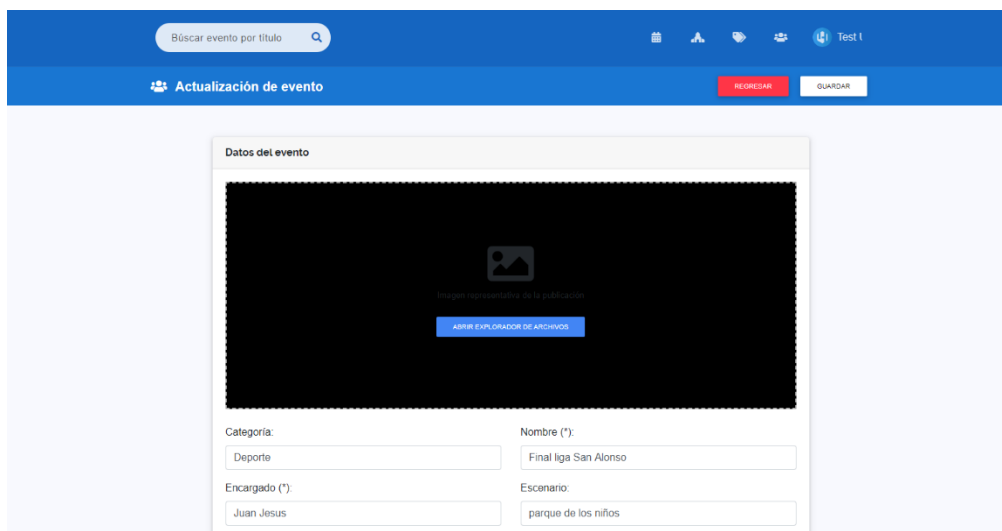 Búscar evento por título
Test U
Actualización de evento
REGRESAR
GUARDAR
Datos del evento
Imagen representativa de la publicación
ABRIR EXPLORADOR DE ARCHIVOS
Categoría:
Nombre (*):
Deporte
Final liga San Alonso
Encargado (*):
Escenario:
Juan Jesus
parque de los niños